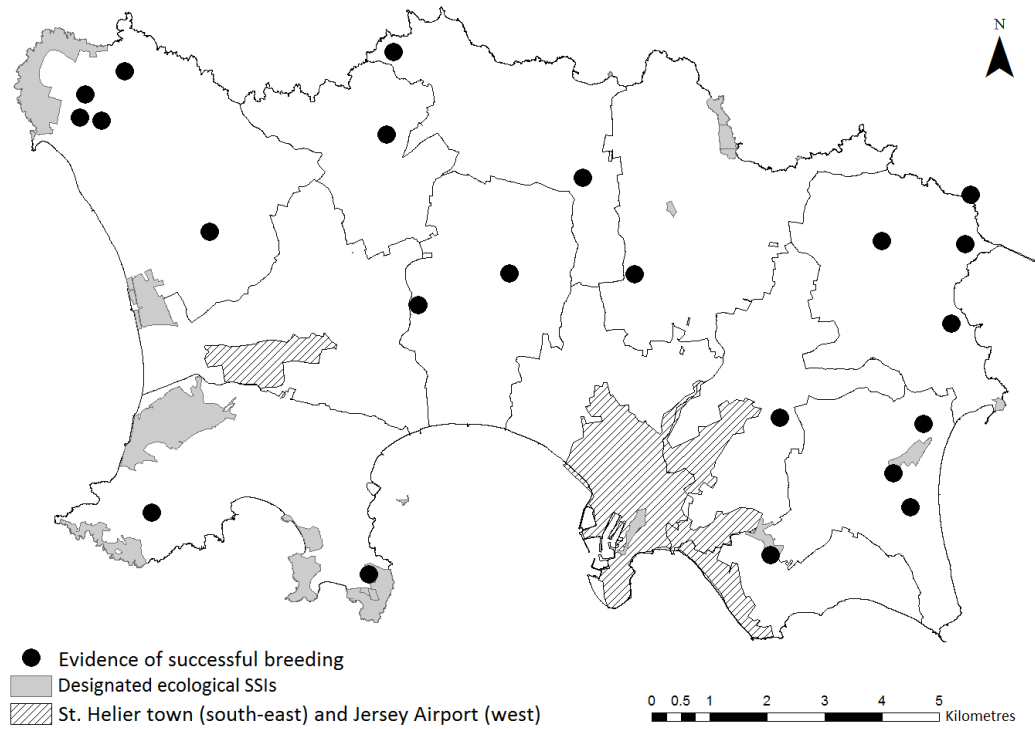 N
Evidence of successful breeding
Designated ecological SSIs
St. Helier town (south-east) and Jersey Airport (west)
0 0.5 1 2 3 4 5
Kilometres